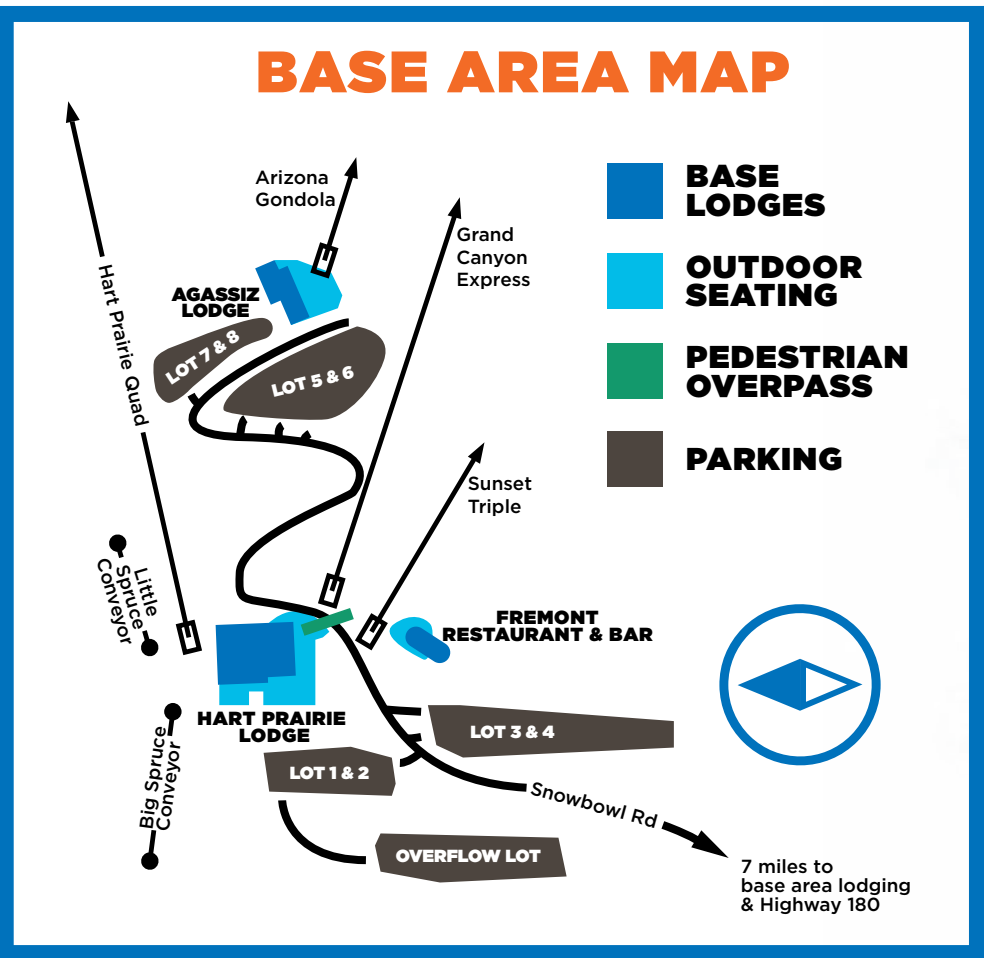 BASE AREA MAP
Arizona
Gondola
Grand
Canyon
Express
BASE
LODGES
OUTDOOR
SEATING
PEDESTRIAN
OVERPASS
PARKING
Hart Prairie Quad
AGASSIZ
LODGE
LOT 7 & 8
LOT 5 & 6
Sunset
Triple
Little
Spruce
Conveyor
FREMONT
RESTAURANT & BAR
HART PRAIRIE
LODGE
LOT 3 & 4
LOT 1 & 2
Big Spruce
Conveyor
Snowbowl Rd
OVERFLOW LOT
7 miles to
base area lodging
& Highway 180